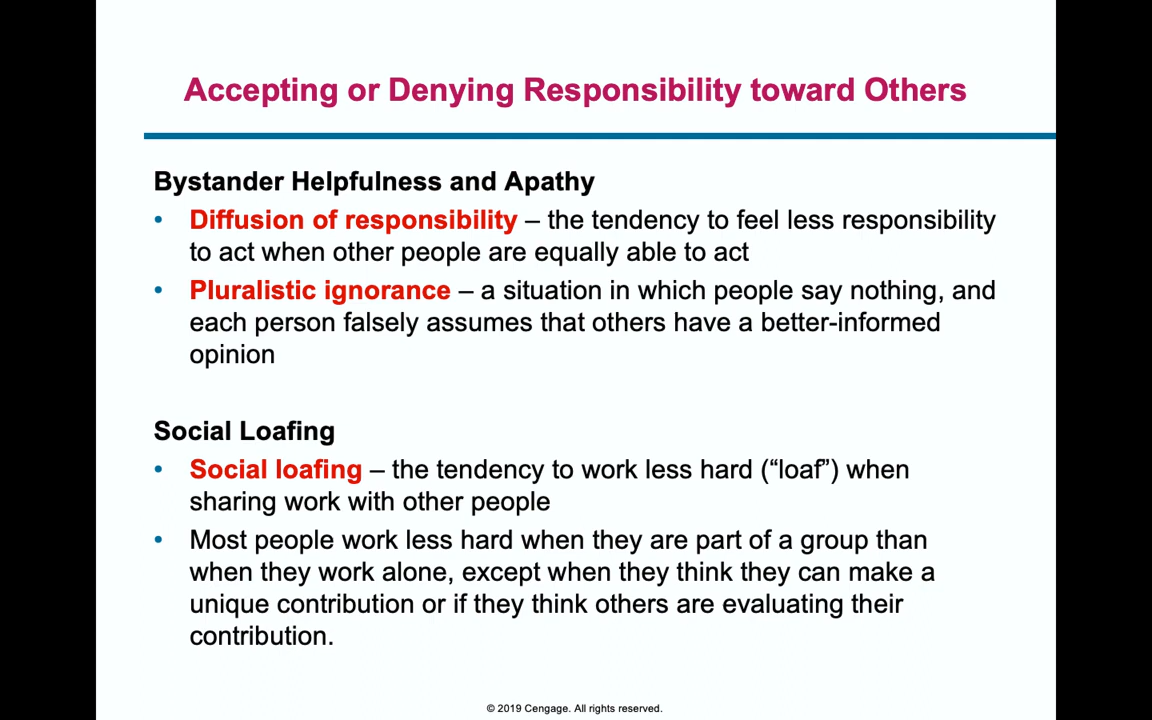 Accepting or Denying Responsibility toward Others
Bystander Helpfulness and Apathy
• Diffusion of responsibility – the tendency to feel less responsibility
to act when other people are equally able to act
• Pluralistic ignorance – a situation in which people say nothing, and
each person falsely assumes that others have a better-informed
opinion
Social Loafing
• Social loafing – the tendency to work less hard (“loaf”) when
sharing work with other people
• Most people work less hard when they are part of a group than
when they work alone, except when they think they can make a
unique contribution or if they think others are evaluating their
contribution.
© 2019 Cengage. All rights reserved.